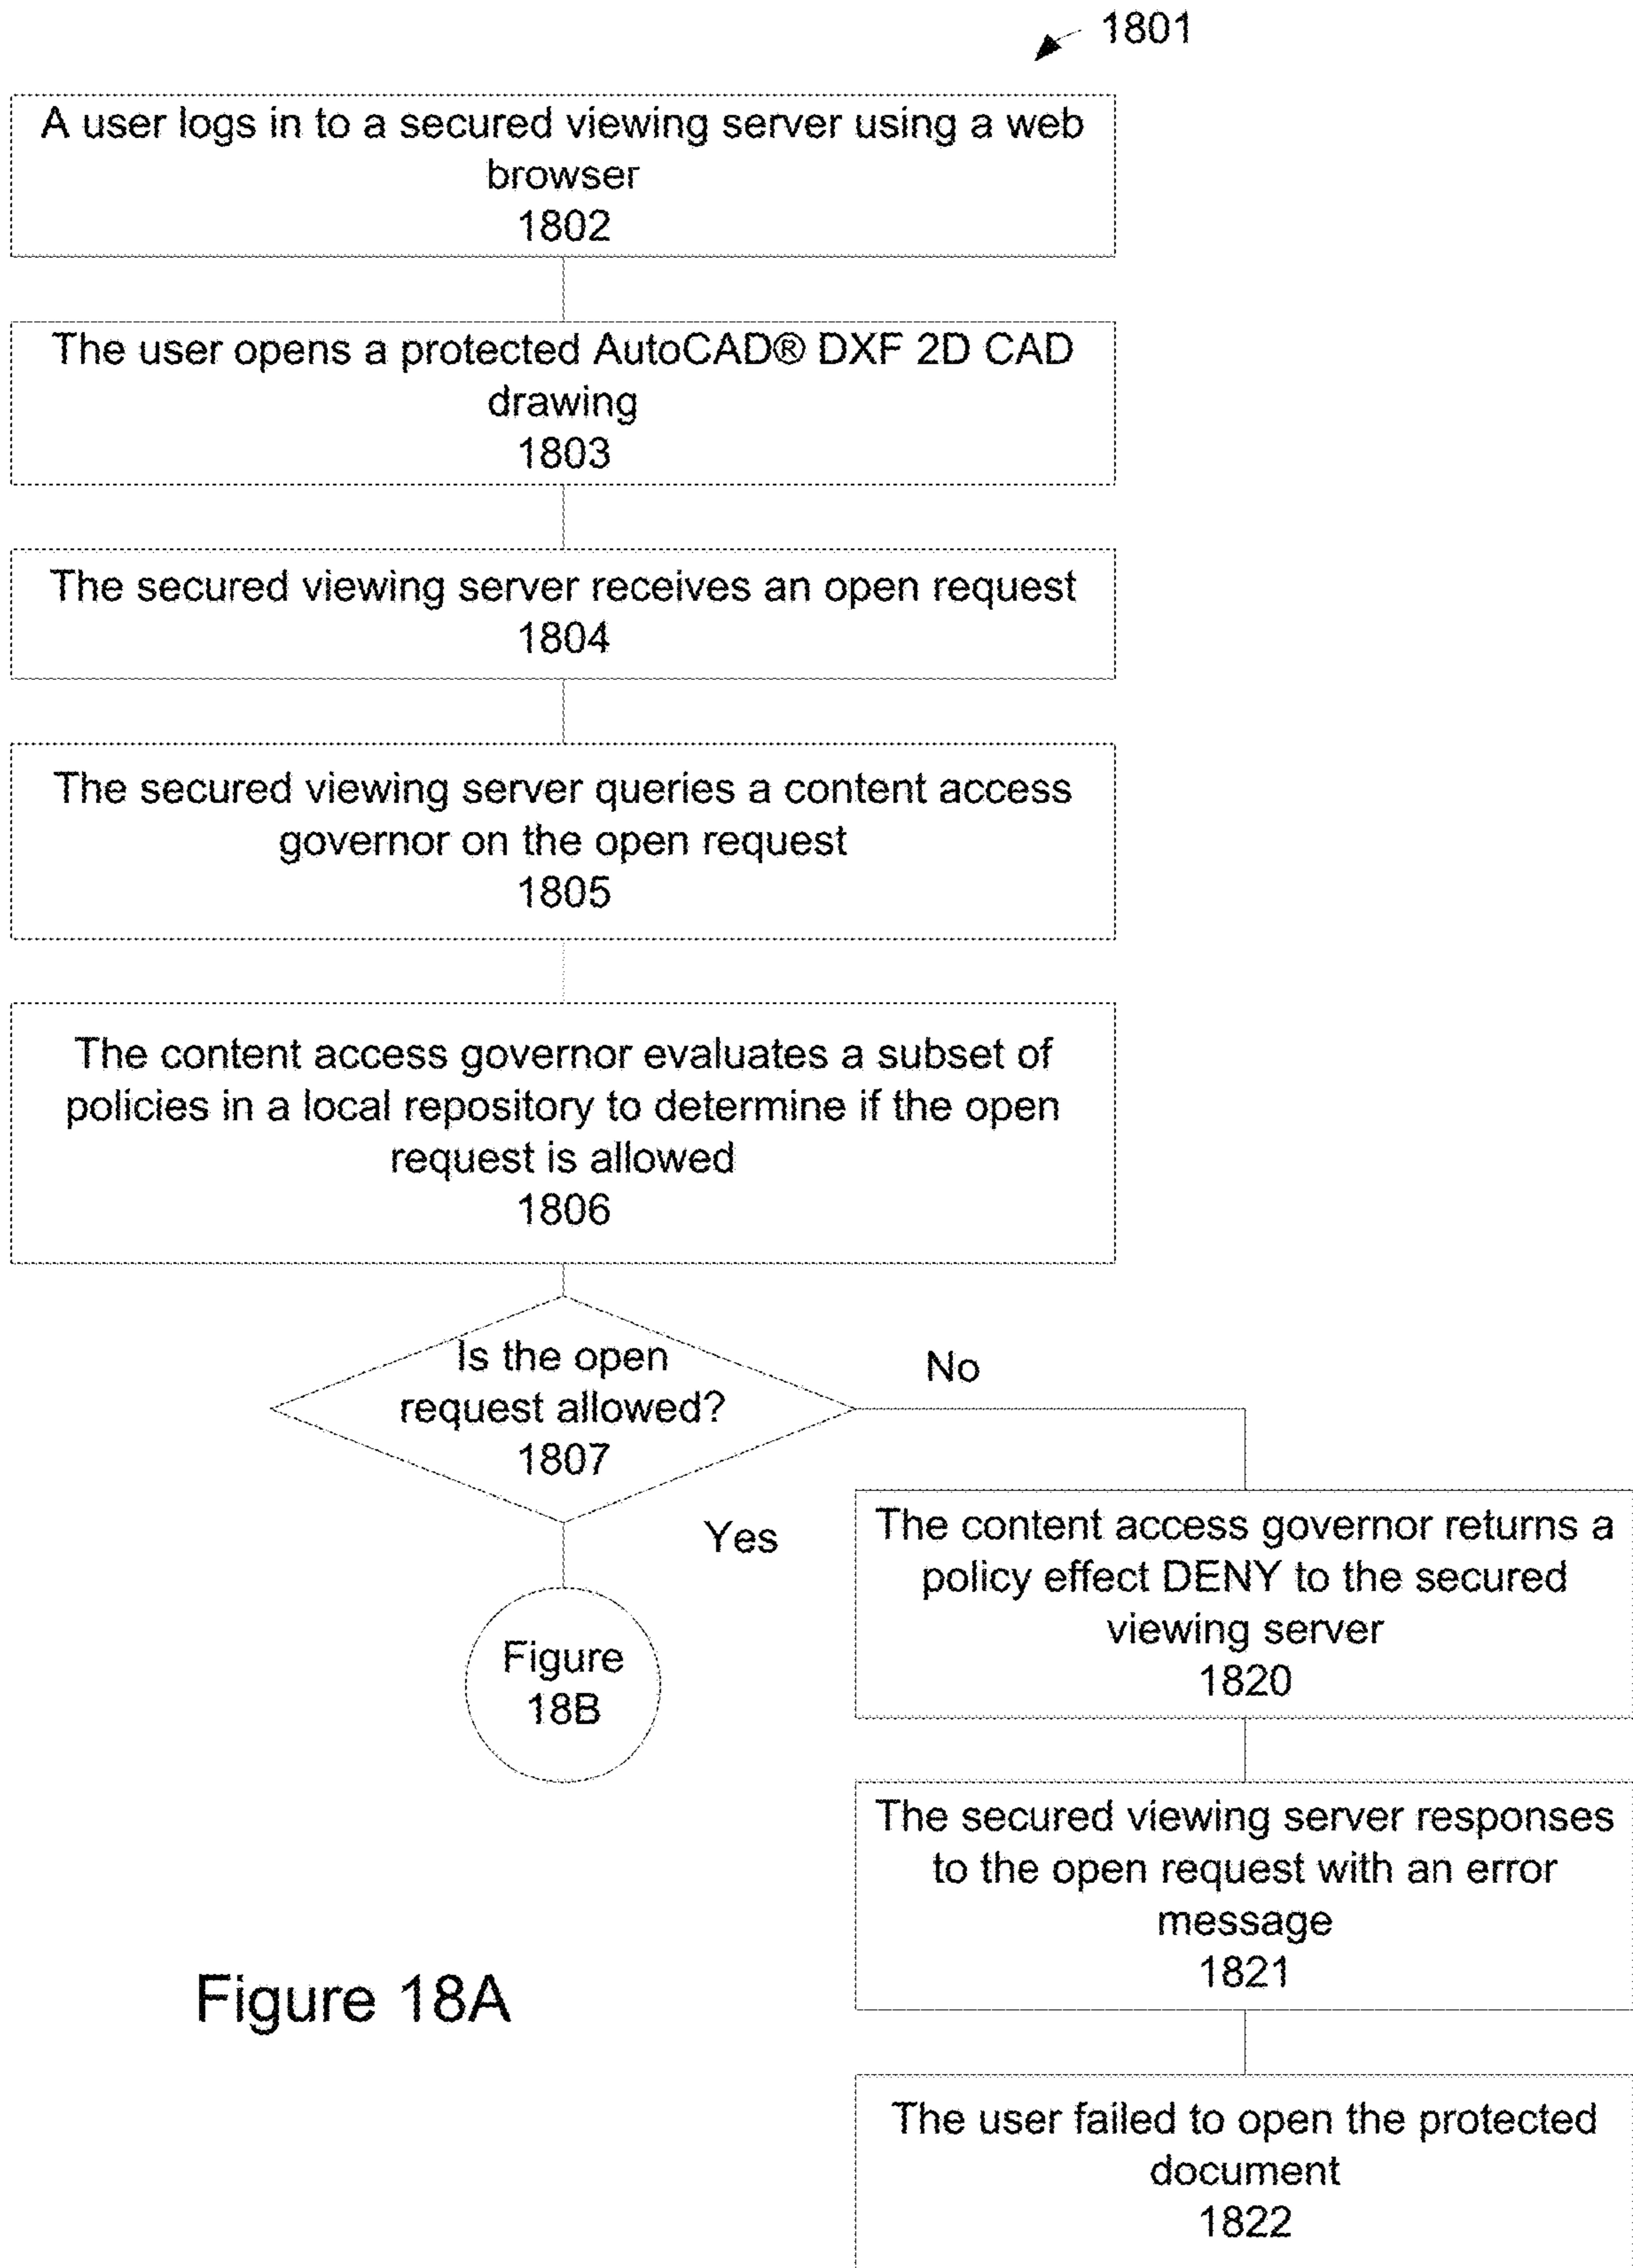 1801
A user logs in to a secured viewing server using a web
browser
1802
The user opens a protected AutoCAD® DXF 2D CAD
drawing
1803
The secured viewing server receives an open request
1804
The secured viewing server queries a content access
governor on the open request
1805
The content access governor evaluates a subset of
policies in a local repository to determine if the open
request is allowed
1806
Is the open
request allowed?
1807
No
Yes
Figure
18B
The content access governor returns a
policy effect DENY to the secured
viewing server
1820
The secured viewing server responses
to the open request with an error
message
1821
The user failed to open the protected
document
1822
Figure 18A